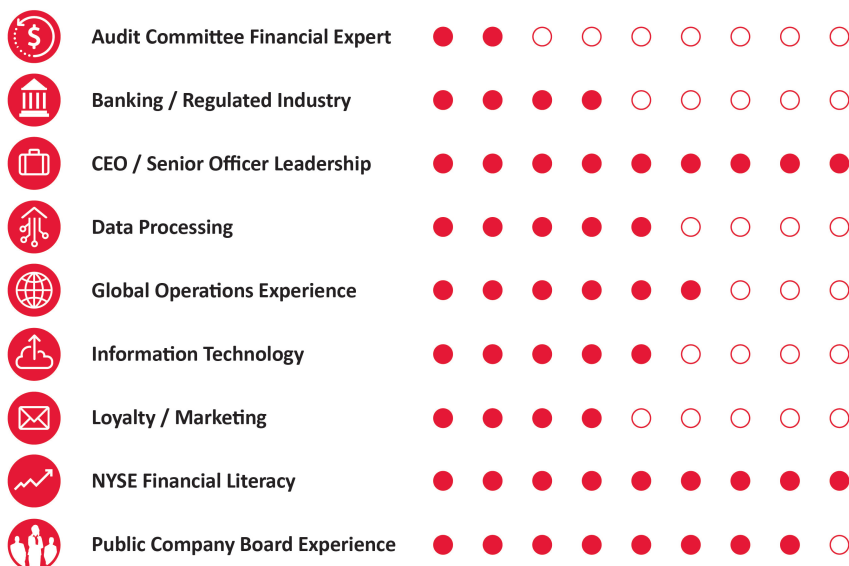 $
Audit Committee Financial Expert
Banking / Regulated Industry
CEO / Senior Officer Leadership
Data Processing
Global Operations Experience
Information Technology
Loyalty / Marketing
NYSE Financial Literacy
Public Company Board Experience